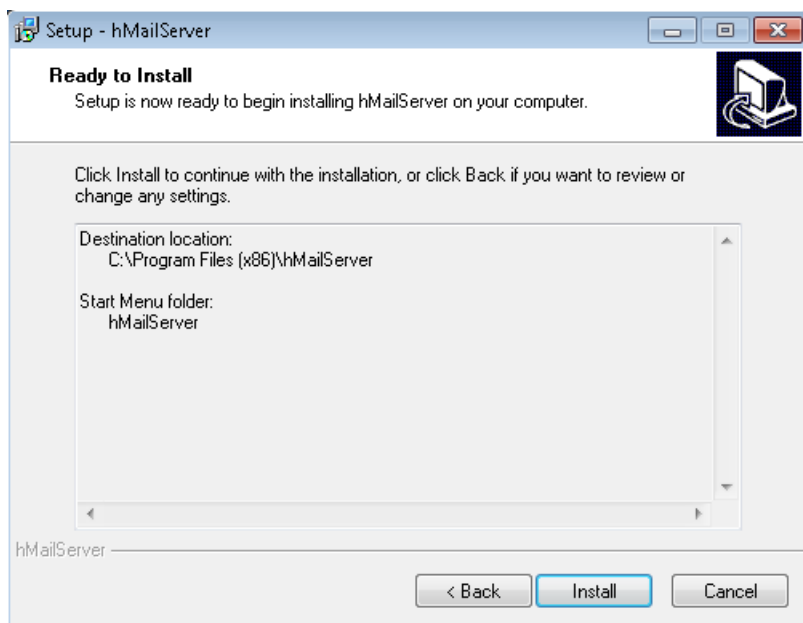 Setup - hMailServer
Ready to Install
Setup is now ready to begin installing hMailServer on your computer.
Click Install to continue with the installation, or click Back if you want to review or
change any settings.
Destination location:
C:\Program Files (x86)\hMailServer
Start Menu folder:
hMailServer
hMailServer
< Back
Install
Cancel